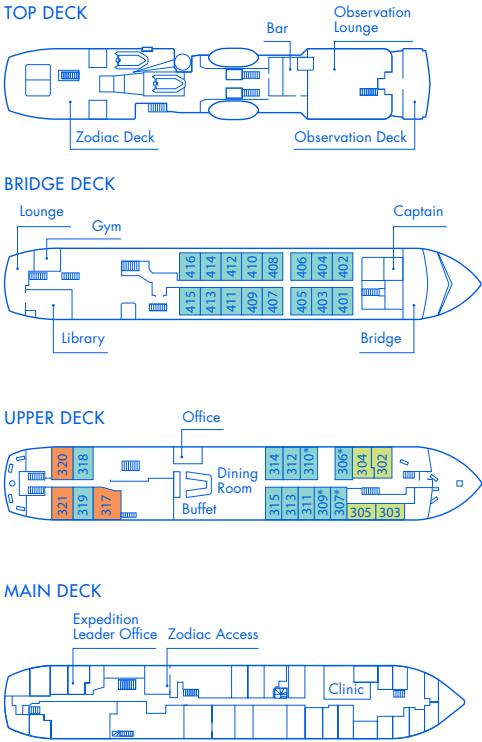 TOP DECK
Observation
Lounge
Bar
Zodiac Deck
Observation Deck
BRIDGE DECK
Lounge
Gym
Captain
416 414 412 410 408 406 404 402
415 413 411 409 407 405 403 401
Library
Bridge
UPPER DECK
Office
320 318 314 312 310* 306* 304 302
Dining
Room
Buffet
321 319 317 315 313 311 309* 307* 305 303
MAIN DECK
Expedition
Leader Office
Zodiac Access
Clinic